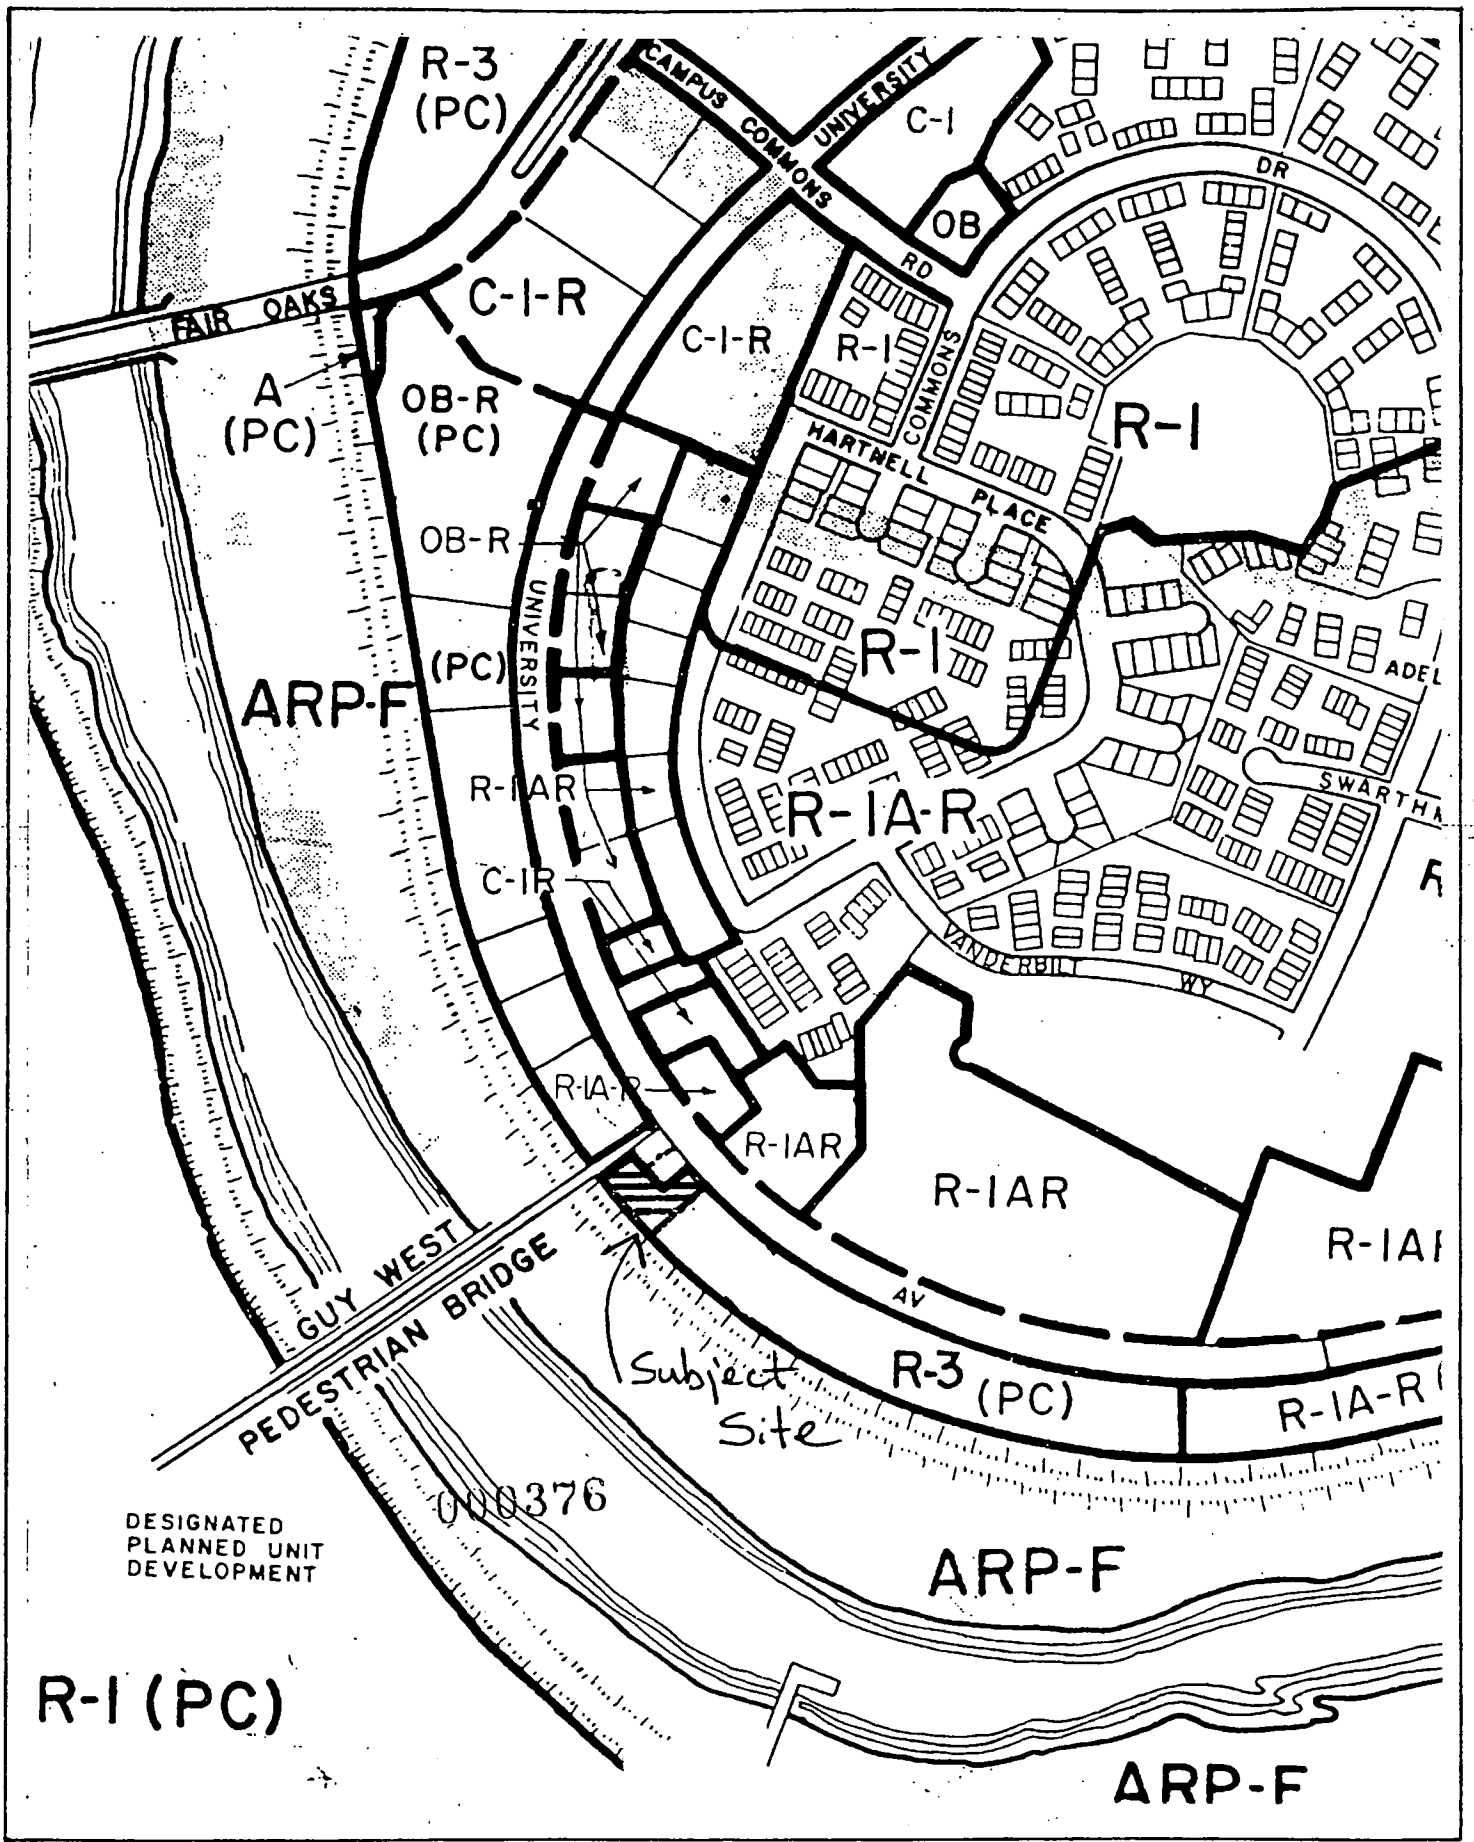 R-3
(PC)
CAMPUS COMMONS
UNIVERSITY
C-1
DR
OB
RD
FAIR OAKS
C-1-R
C-1-R
R-1
COMMONS
A
(PC)
OB-R
(PC)
R-1
HARTNELL PLACE
OB-R
UNIVERSITY
R-1
(PC)
ADEL
ARP-F
R-1AR
R-1A-R
SWARTHM
C-1R
R
VANDERBILT WY
R-1A-R
R-1AR
R-1AR
R-1AR
GUY WEST
PEDESTRIAN BRIDGE
AV
Subject
Site
R-3
(PC)
R-1A-R (
000376
DESIGNATED
PLANNED UNIT
DEVELOPMENT
ARP-F
R-1 (PC)
ARP-F